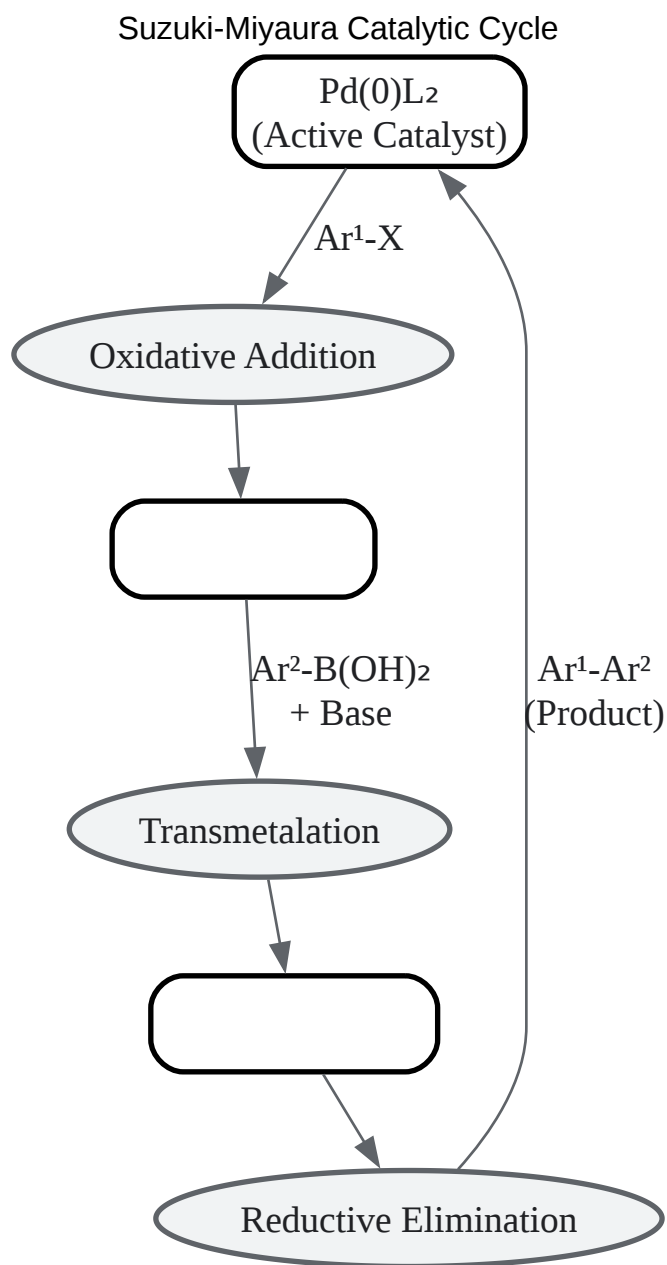 Suzuki-Miyaura Catalytic Cycle
Pd(0)L₂
(Active Catalyst)
Ar¹-X
Oxidative Addition
Ar²-B(OH)₂
+ Base
Ar¹-Ar²
(Product)
Transmetalation
Reductive Elimination